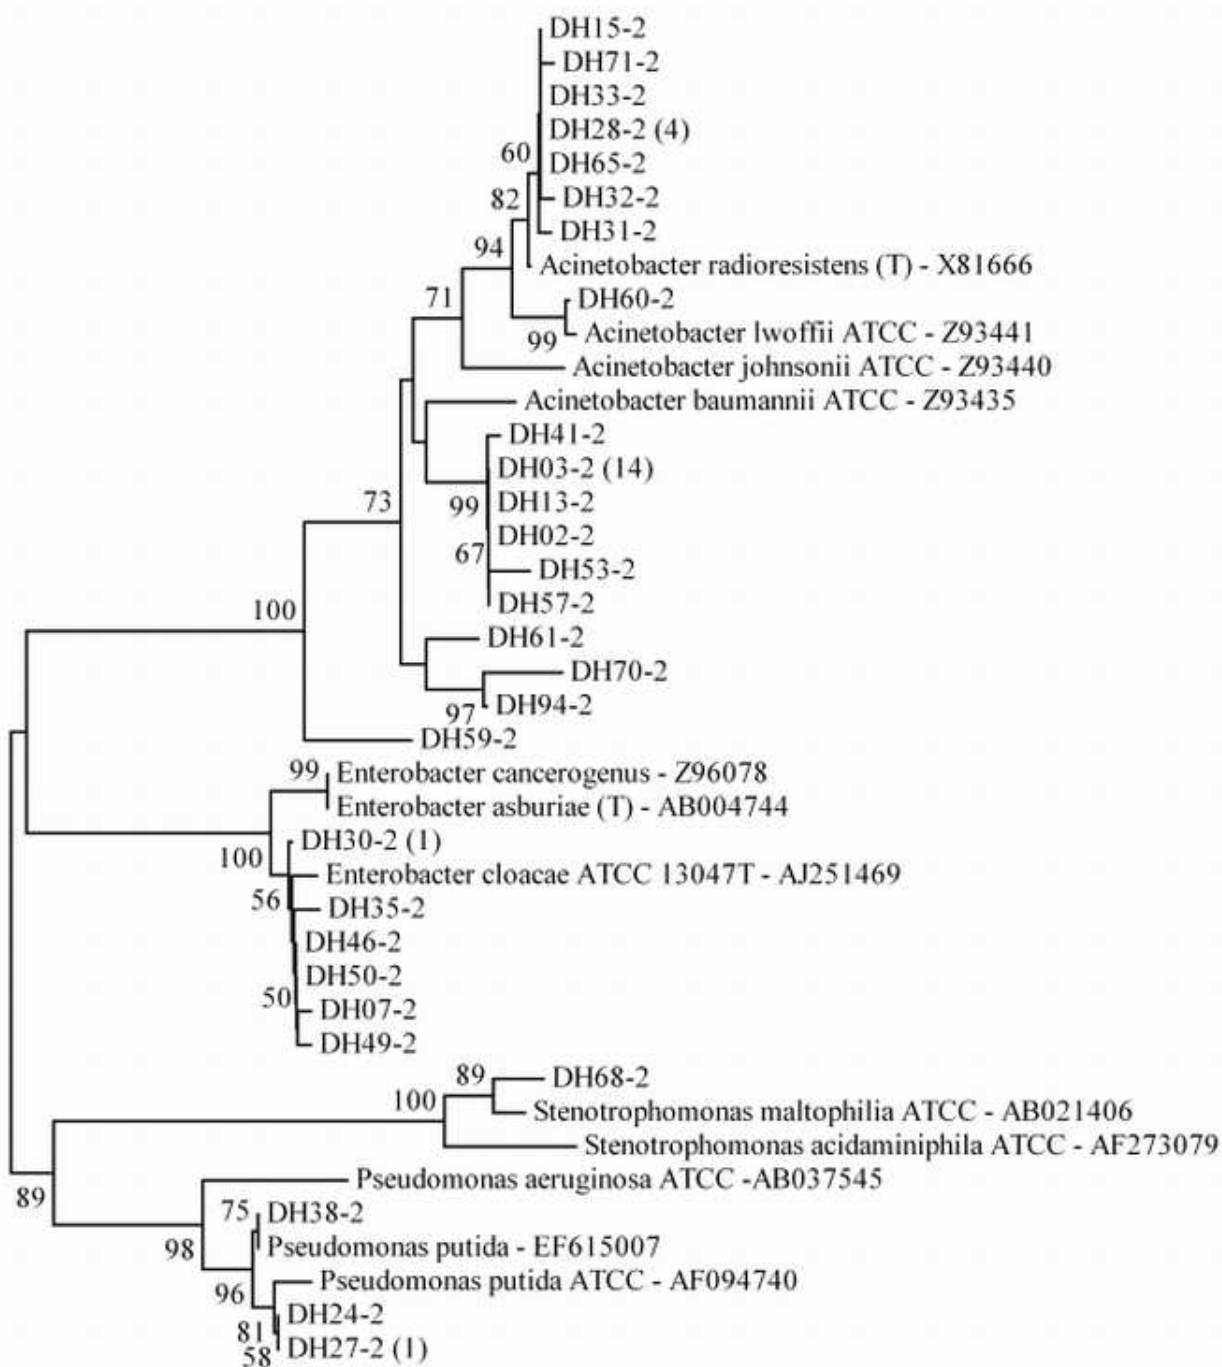 DH15-2
DH71-2
DH33-2
DH28-2 (4)
60
DH65-2
82
DH32-2
DH31-2
94
Acinetobacter radioresistens (T) - X81666
71
DH60-2
99
Acinetobacter lwoffii ATCC - Z93441
Acinetobacter johnsonii ATCC - Z93440
Acinetobacter baumannii ATCC - Z93435
DH41-2
DH03-2 (14)
73
99
DH13-2
DH02-2
67
DH53-2
DH57-2
100
DH61-2
DH70-2
97
DH94-2
DH59-2
99
Enterobacter cancerogenus - Z96078
Enterobacter asburiae (T) - AB004744
DH30-2 (1)
100
Enterobacter cloacae ATCC 13047T - AJ251469
56
DH35-2
DH46-2
DH50-2
50
DH07-2
DH49-2
89
DH68-2
100
Stenotrophomonas maltophilia ATCC - AB021406
Stenotrophomonas acidaminiphila ATCC - AF273079
Pseudomonas aeruginosa ATCC -AB037545
89
75
DH38-2
98
Pseudomonas putida - EF615007
Pseudomonas putida ATCC - AF094740
96
DH24-2
81
DH27-2 (1)
58